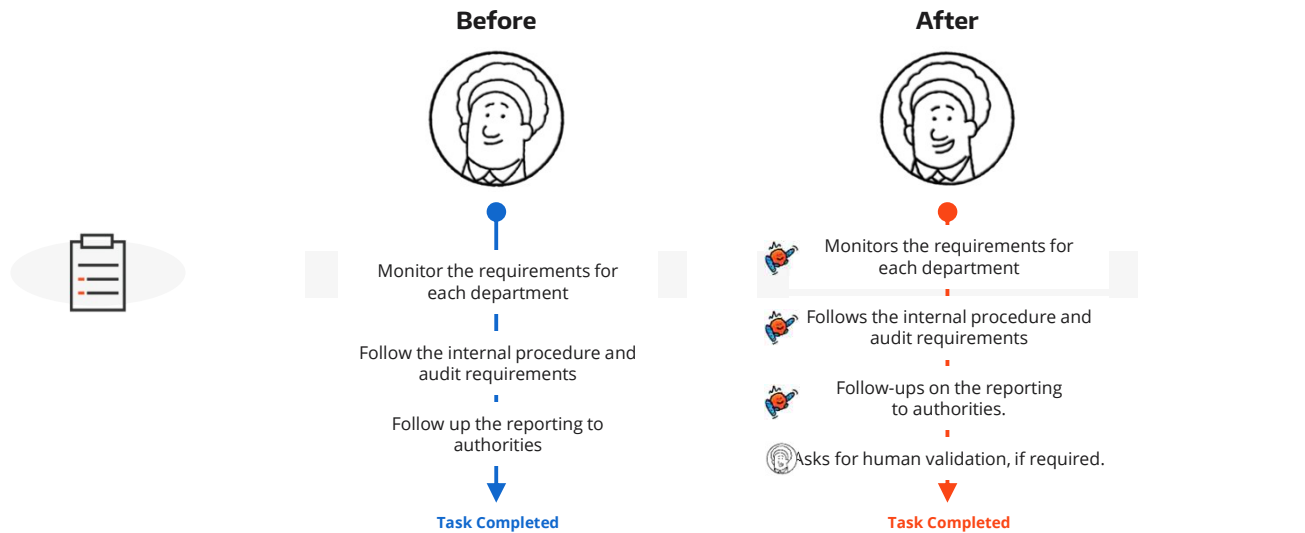 Before
Monitor the requirements for
each department
Follow the internal procedure and
audit requirements
Follow up the reporting to
authorities
Task Completed
After
Monitors the requirements for
each department
Follows the internal procedure and
audit requirements
Follow-ups on the reporting
to authorities.
Asks for human validation, if required.
Task Completed